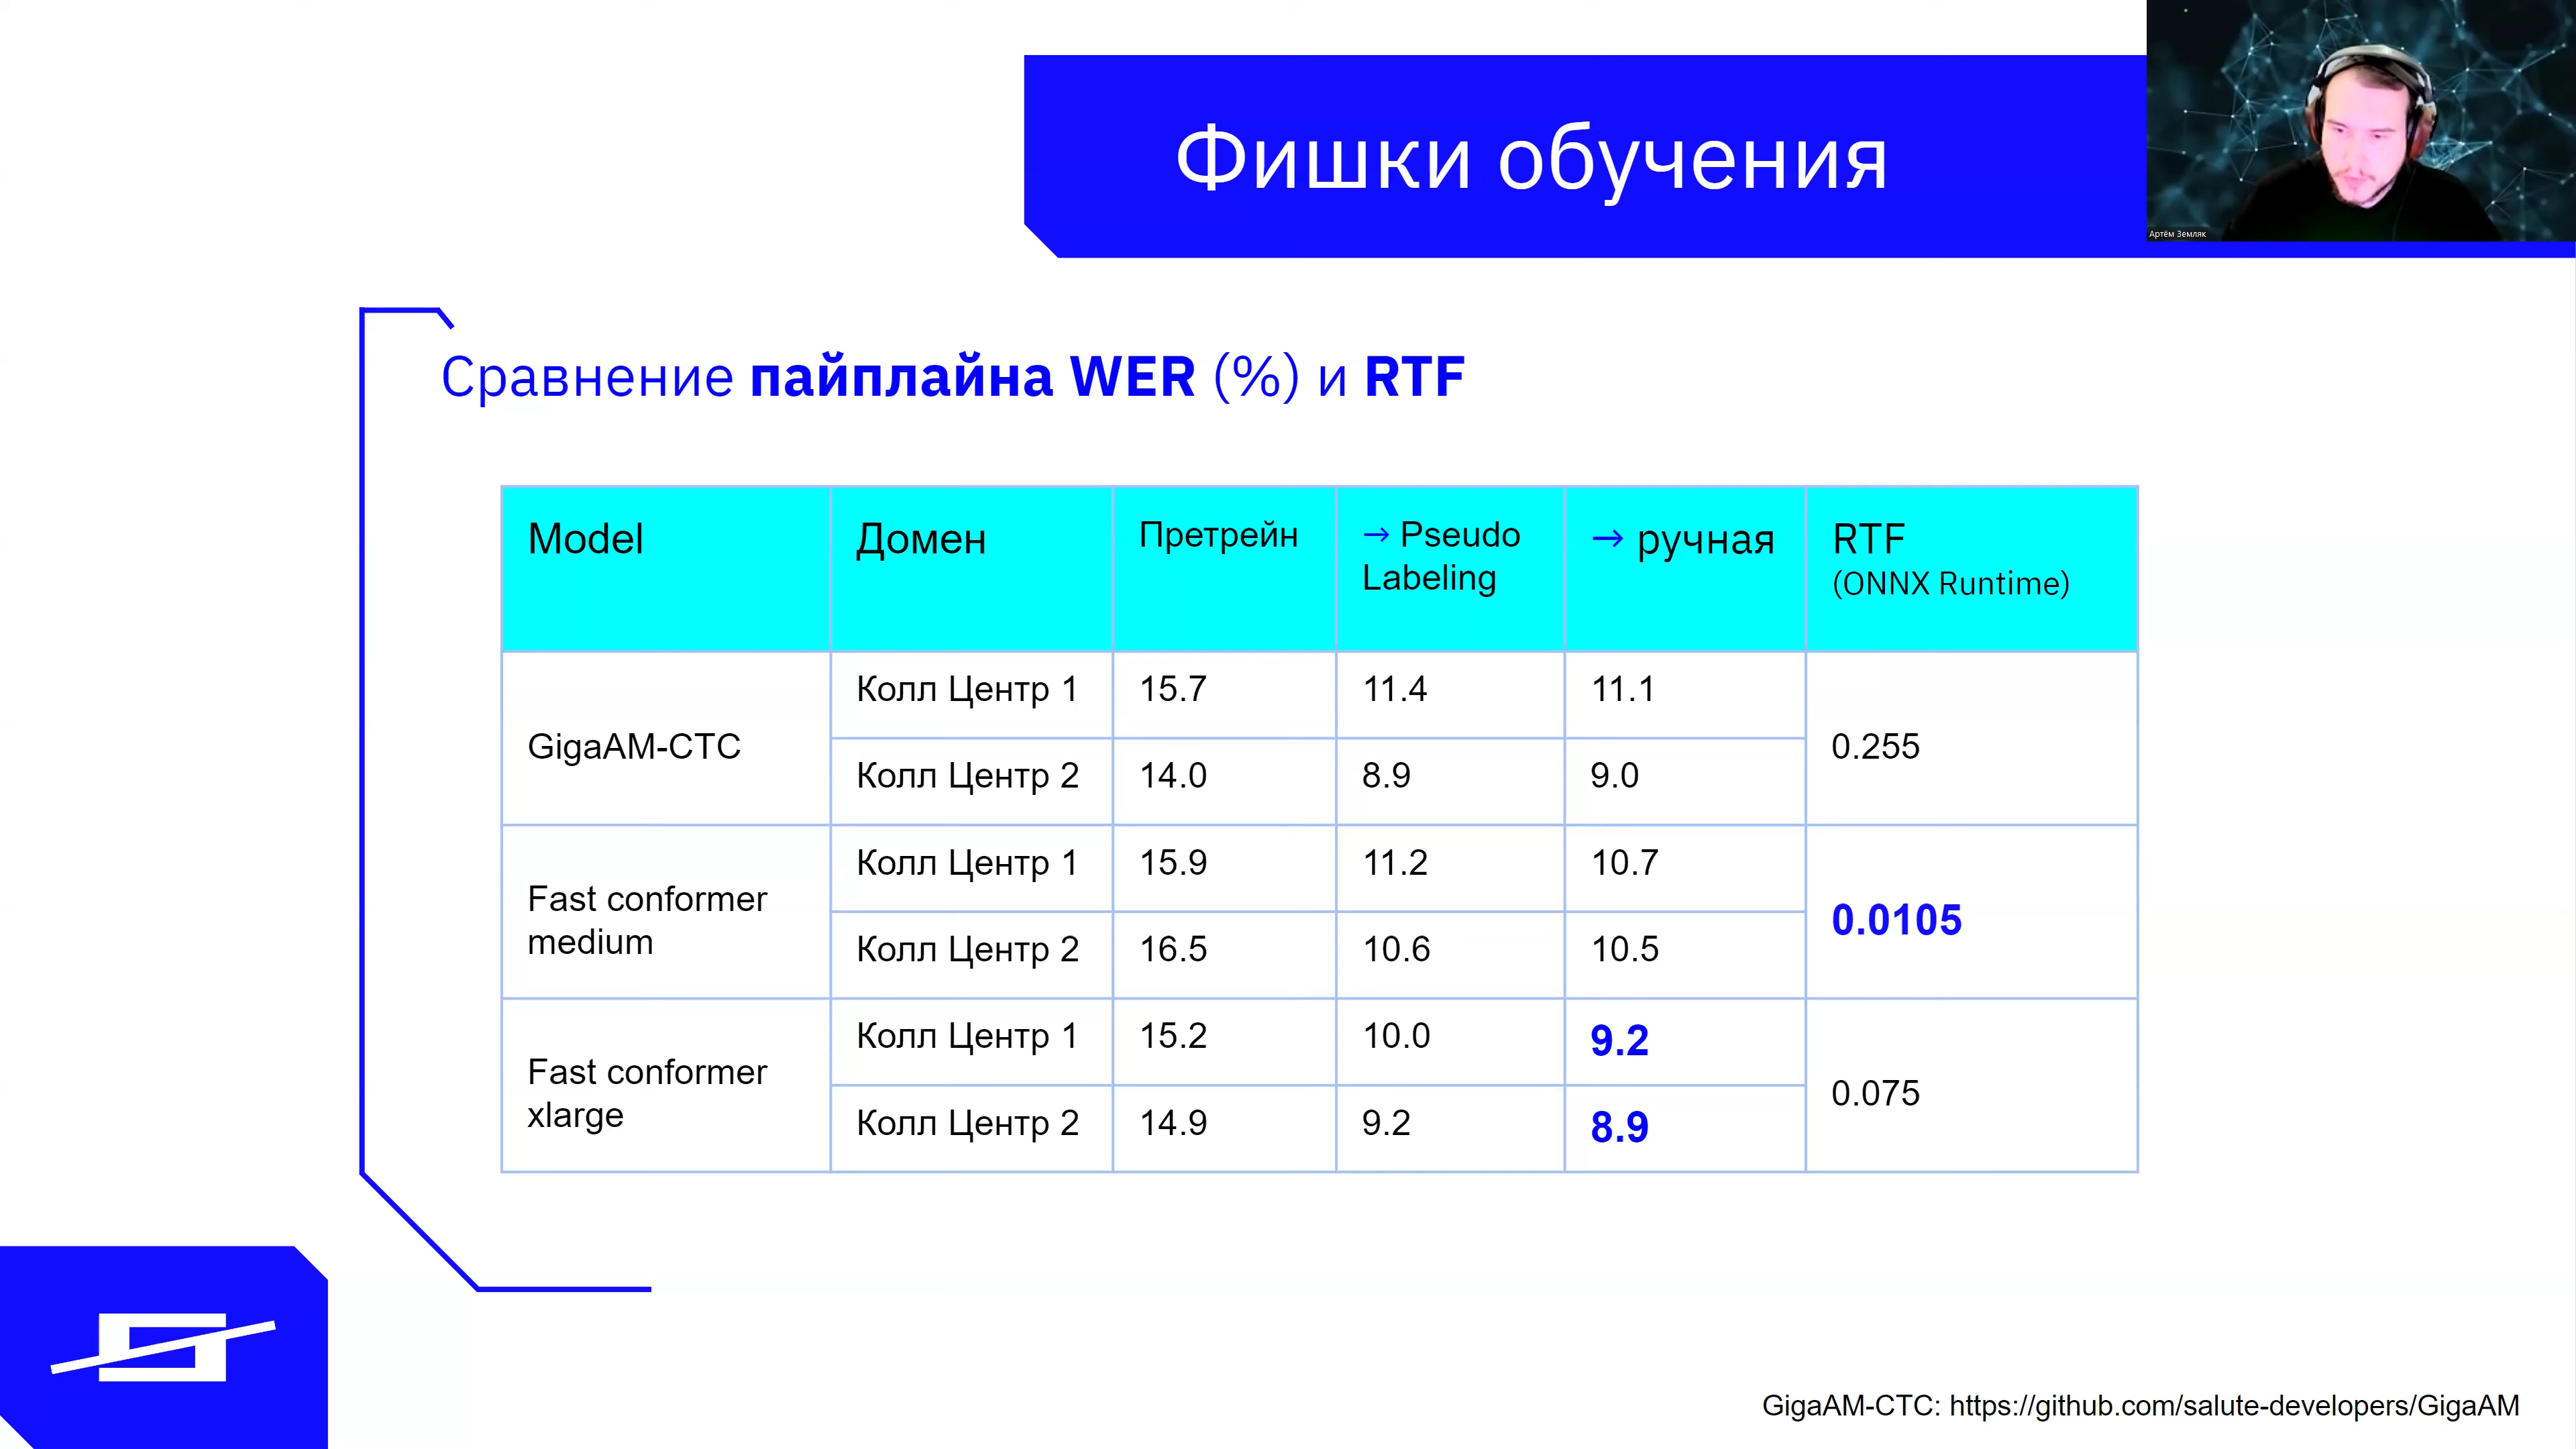 Фишки обучения
Артём Земляк
Сравнение пайплайна WER (%) и RTF
Model
Домен
Претрейн
→ Pseudo
Labeling
→ ручная
RTF
(ONNX Runtime)
GigaAM-CTC
Колл Центр 1
15.7
11.4
11.1
0.255
Колл Центр 2
14.0
8.9
9.0
Fast conformer
medium
Колл Центр 1
15.9
11.2
10.7
0.0105
Колл Центр 2
16.5
10.6
10.5
Fast conformer
xlarge
Колл Центр 1
15.2
10.0
9.2
0.075
Колл Центр 2
14.9
9.2
8.9
GigaAM-CTC: https://github.com/salute-developers/GigaAM